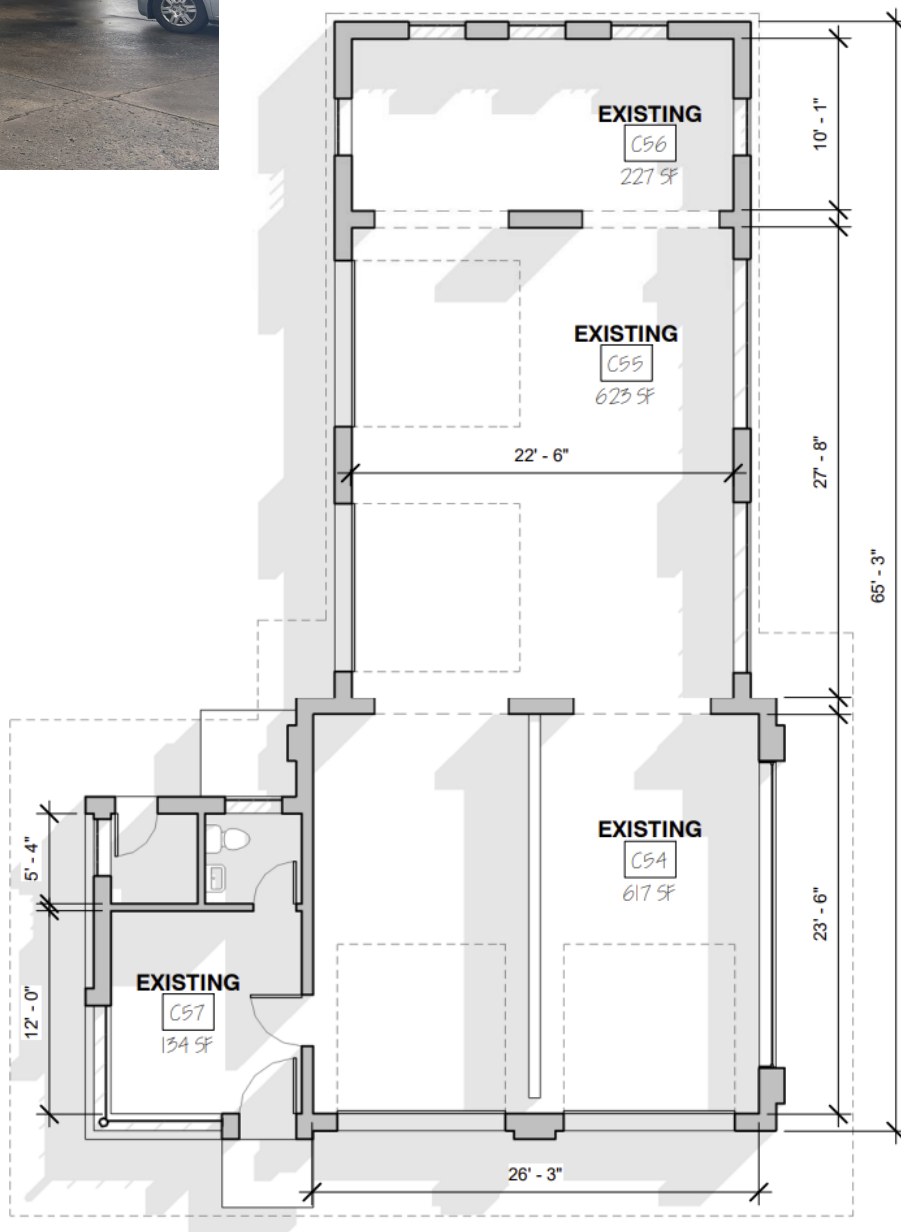 EXISTING
C56
227 SF
10' - 1"
EXISTING
C55
623 SF
22' - 6"
27' - 8"
65' - 3"
EXISTING
C54
617 SF
5' - 4"
23' - 6"
EXISTING
C57
134 SF
12' - 0"
26' - 3"